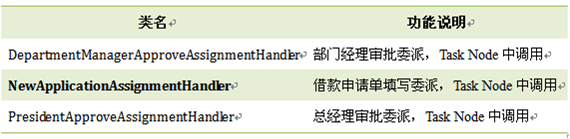 类名 功能说明
DepartmentManagerApproveAssignmentHandler 部门经理审批委派，Task Node 中调用
NewApplicationAssignmentHandler 借款申请单填写委派，Task Node 中调用
PresidentApproveAssignmentHandler 总经理审批委派，Task Node 中调用